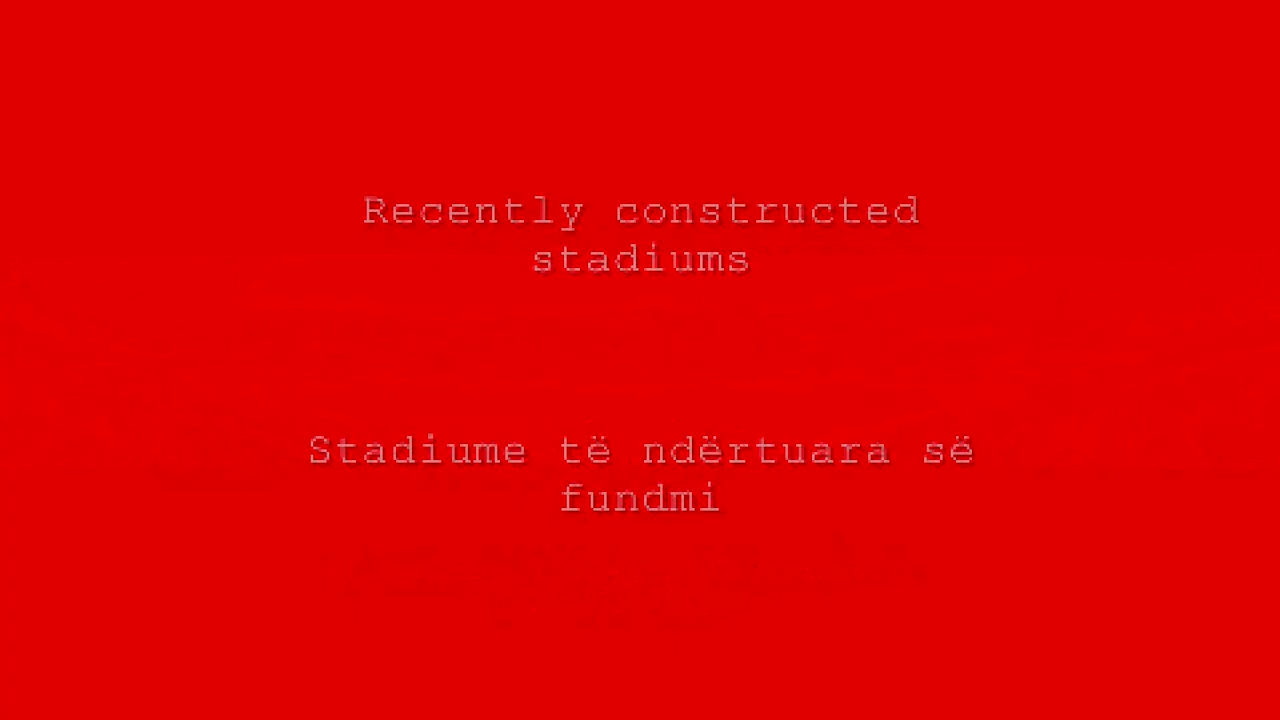 Recently constructed
stadiums
Stadiume të ndërtuara së
fundmi